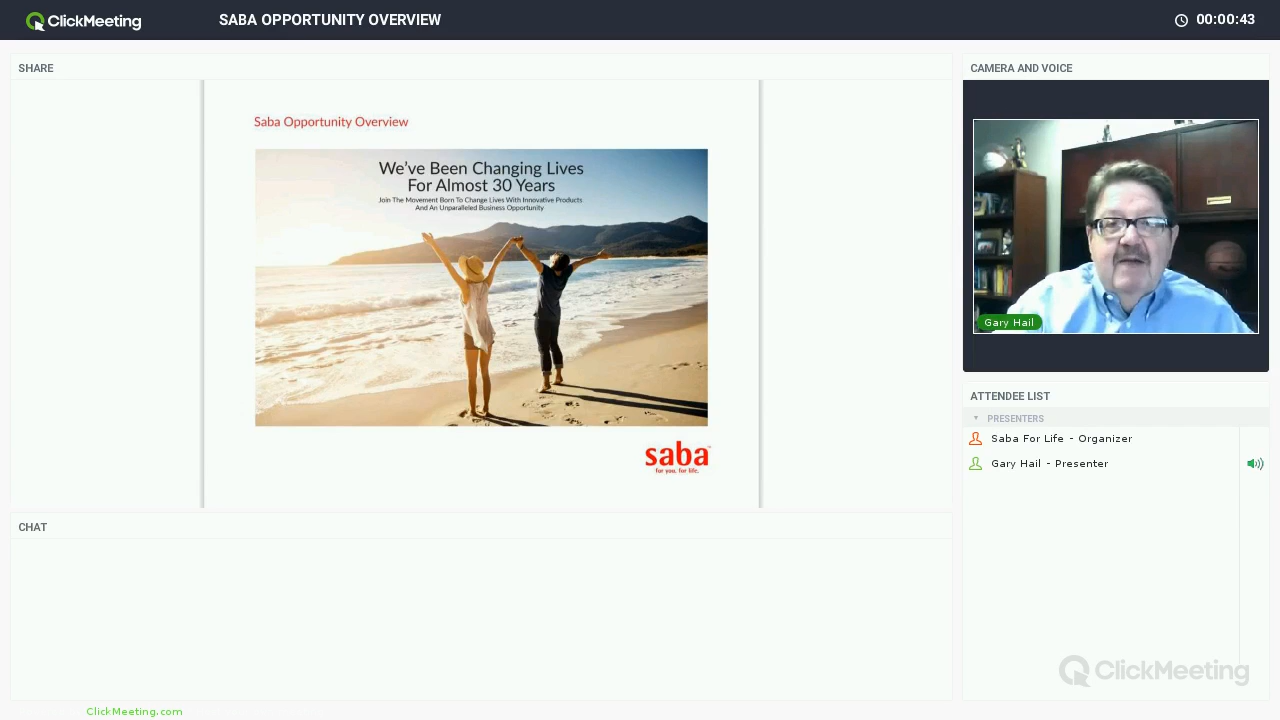 ClickMeeting
SABA OPPORTUNITY OVERVIEW
00:00:43
SHARE
Saba Opportunity Overview
We've Been Changing Lives
For Almost 30 Years
Join The Movement Born To Change Lives With Innovative Products
And An Unparalleled Business Opportunity
saba
for you. for life.
CHAT
CAMERA AND VOICE
Gary Hail
ATTENDEE LIST
PRESENTERS
Saba For Life - Organizer
Gary Hail - Presenter
ClickMeeting
ClickMeeting.com